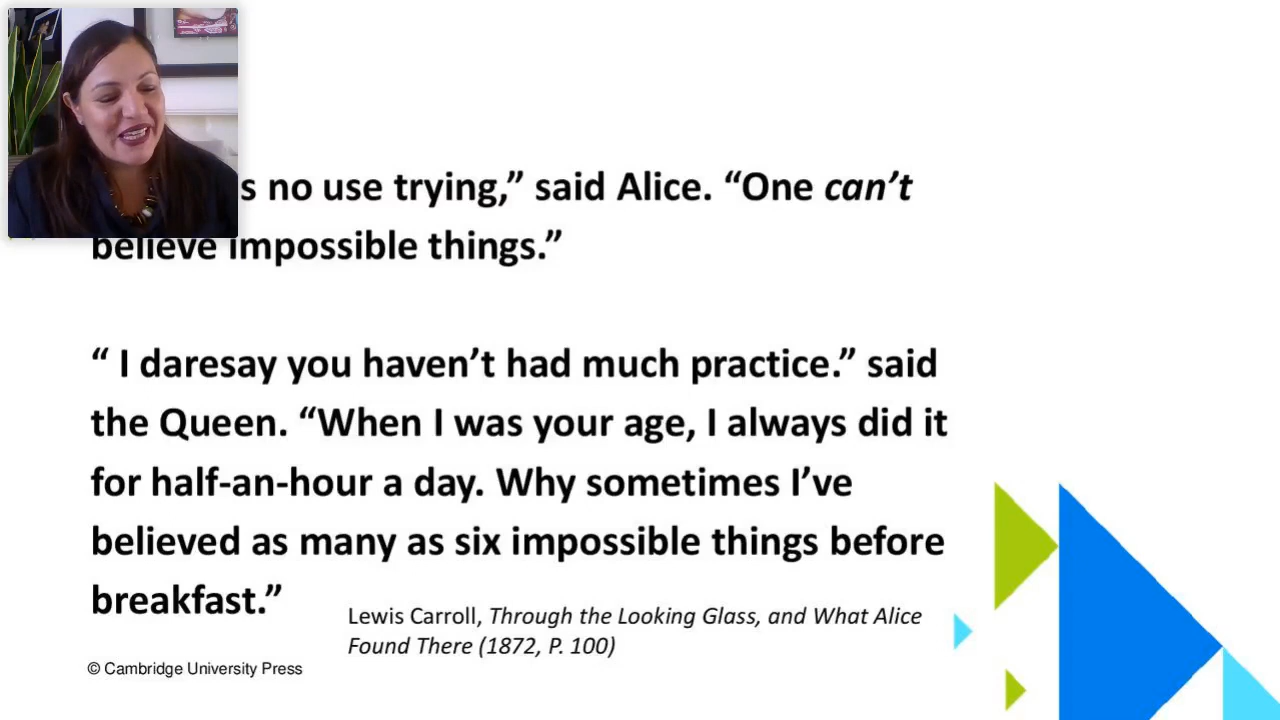 s no use trying,” said Alice. “One can’t
believe impossible things.”
“ I daresay you haven’t had much practice.” said
the Queen. “When I was your age, I always did it
for half-an-hour a day. Why sometimes I’ve
believed as many as six impossible things before
breakfast.”
Lewis Carroll, Through the Looking Glass, and What Alice
Found There (1872, P. 100)
© Cambridge University Press